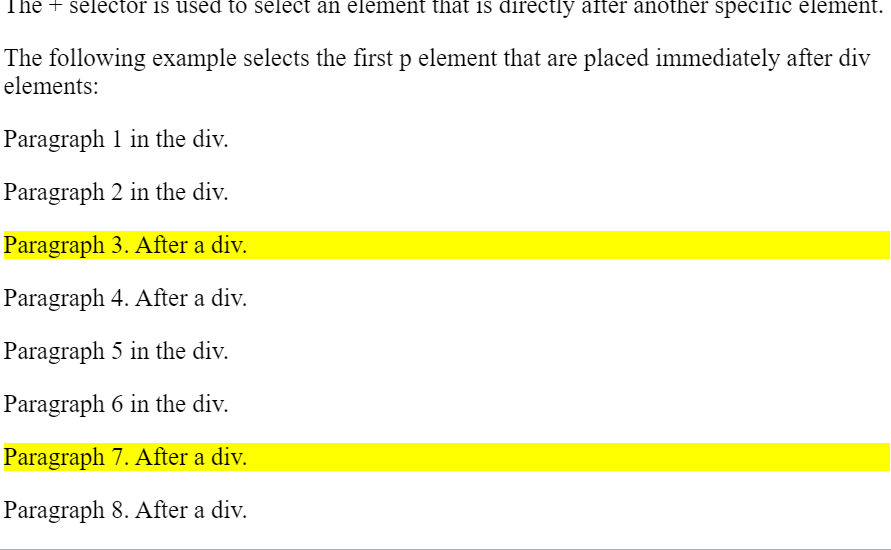 The + selector is used to select an element that is directly after another specific element.
The following example selects the first p element that are placed immediately after div
elements:
Paragraph 1 in the div.
Paragraph 2 in the div.
Paragraph 3. After a div.
Paragraph 4. After a div.
Paragraph 5 in the div.
Paragraph 6 in the div.
Paragraph 7. After a div.
Paragraph 8. After a div.